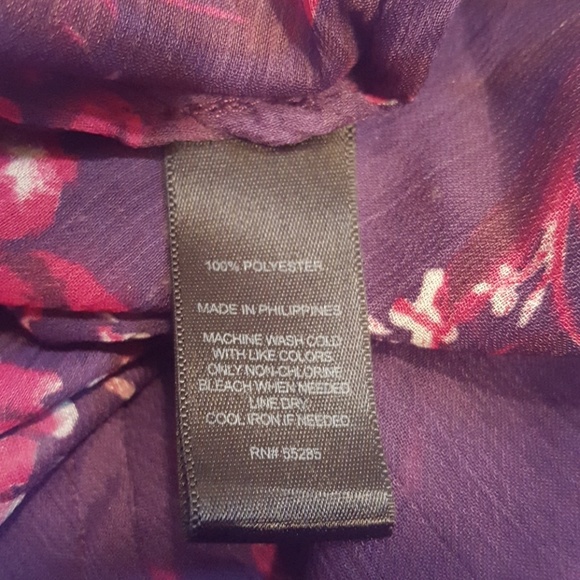 100% POLYESTER
MADE IN PHILIPPINES
MACHINE WASH COLD
WITH LIKE COLORS.
ONLY NON-CHLORINE
BLEACH WHEN NEEDED.
LINE DRY.
COOL IRON IF NEEDED.
RN# 55285